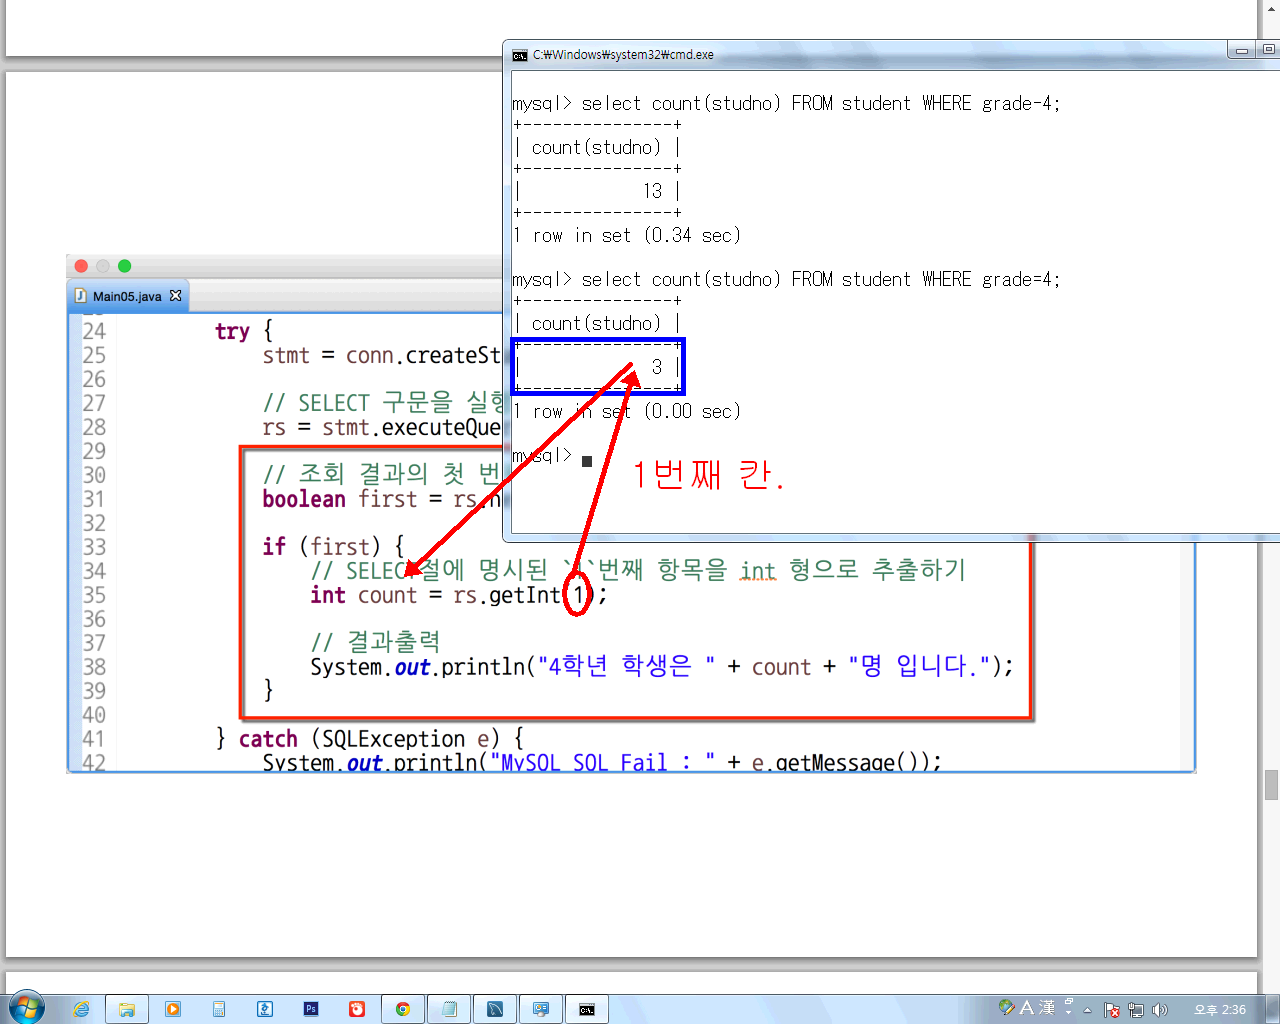 C:₩Windows₩system32₩cmd.exe
mysql> select count(studno) FROM student WHERE grade-4;
+---------------+
| count(studno) |
+---------------+
| 13 |
+---------------+
1 row in set (0.34 sec)
mysql> select count(studno) FROM student WHERE grade=4;
+---------------+
| count(studno) |
+---------------+
| 3 |
+---------------+
1 row in set (0.00 sec)
mysql>
1번째 칸.
Main05.java
24 try {
25 stmt = conn.createSt
26
27 // SELECT 구문을 실행
28 rs = stmt.executeQue
29
30 // 조회 결과의 첫 번
31 boolean first = rs.n
32
33 if (first) {
34 // SELECT절에 명시된 `1`번째 항목을 int 형으로 추출하기
35 int count = rs.getInt(1);
36
37 // 결과출력
38 System.out.println("4학년 학생은 " + count + "명 입니다.");
39 }
40
41 } catch (SQLException e) {
42 System.out.println("MySQL SQL Fail : " + e.getMessage());
A 漢
오후 2:36